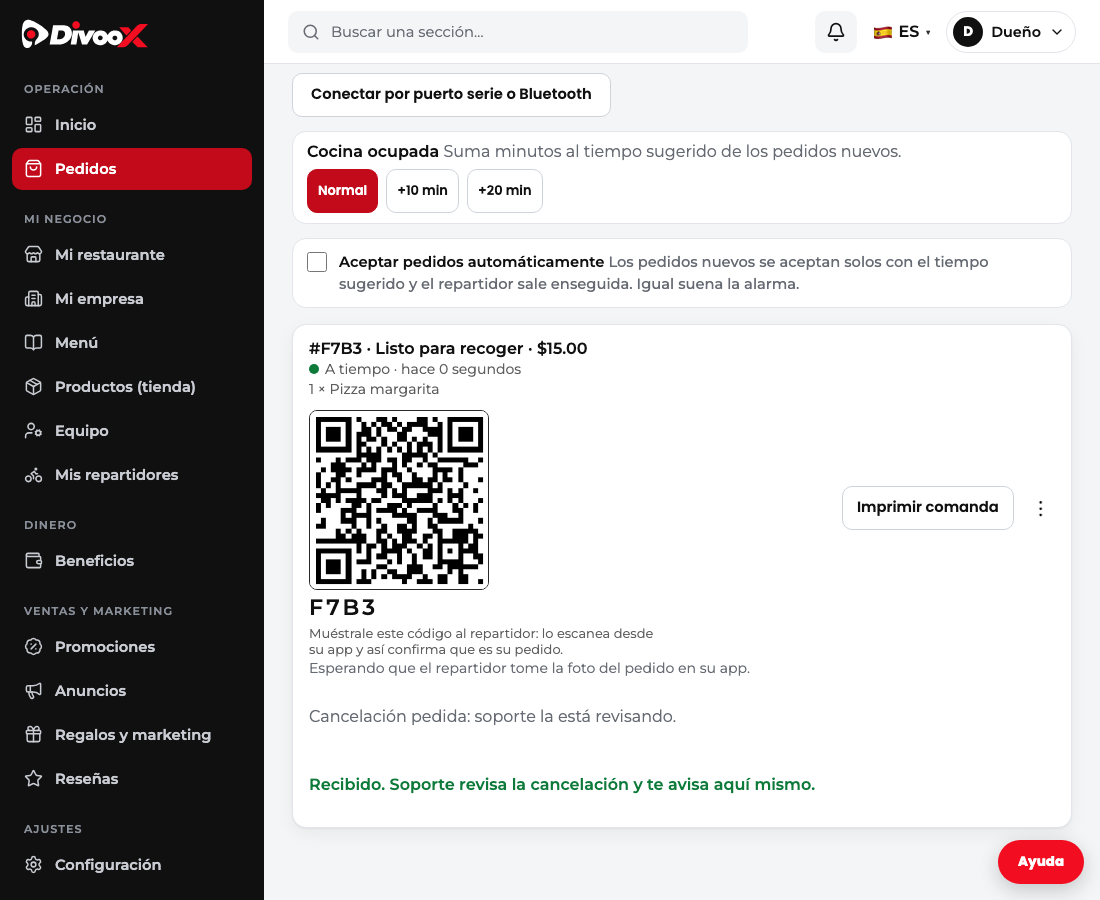 DivooX
Buscar una sección...
ES
D
Dueño
OPERACIÓN
Inicio
Pedidos
MI NEGOCIO
Mi restaurante
Mi empresa
Menú
Productos (tienda)
Equipo
Mis repartidores
DINERO
Beneficios
VENTAS Y MARKETING
Promociones
Anuncios
Regalos y marketing
Reseñas
AJUSTES
Configuración
Conectar por puerto serie o Bluetooth
Cocina ocupada Suma minutos al tiempo sugerido de los pedidos nuevos.
Normal
+10 min
+20 min
Aceptar pedidos automáticamente Los pedidos nuevos se aceptan solos con el tiempo
sugerido y el repartidor sale enseguida. Igual suena la alarma.
#F7B3 · Listo para recoger · $15.00
A tiempo · hace 0 segundos
1 × Pizza margarita
Imprimir comanda
F7B3
Muéstrale este código al repartidor: lo escanea desde
su app y así confirma que es su pedido.
Esperando que el repartidor tome la foto del pedido en su app.
Cancelación pedida: soporte la está revisando.
Recibido. Soporte revisa la cancelación y te avisa aquí mismo.
Ayuda